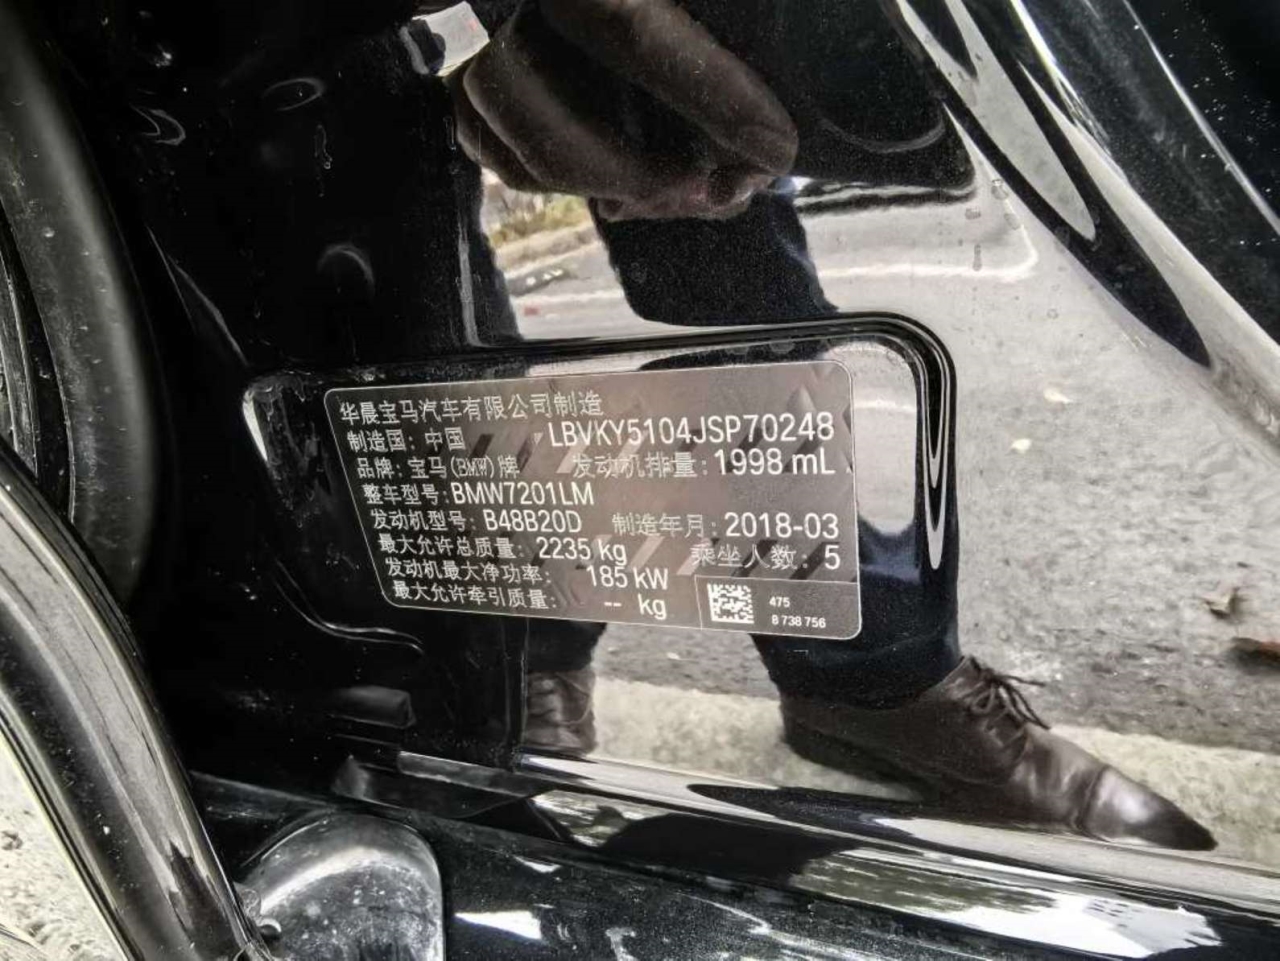 华晨宝马汽车有限公司制造
制造国：中国 LBVKY5104JSP70248
品牌：宝马(BMW)牌 发动机排量：1998 mL
整车型号：BMW7201LM
发动机型号：B48B20D 制造年月：2018-03
最大允许总质量：2235 kg 乘坐人数：5
发动机最大净功率：185 kW
最大允许牵引质量：-- kg
475
8 738 756